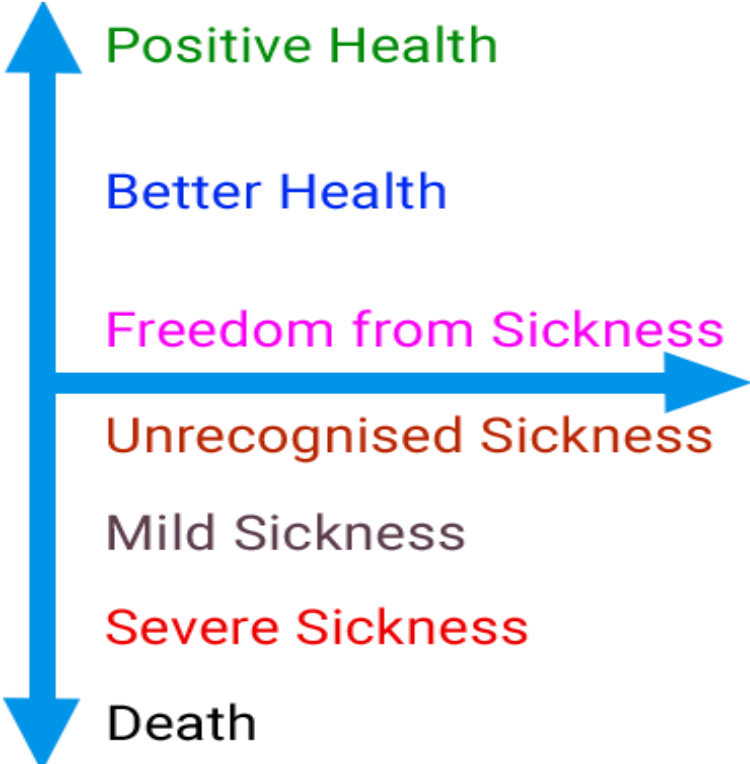 Positive Health
Better Health
Freedom from Sickness
Unrecognised Sickness
Mild Sickness
Severe Sickness
Death